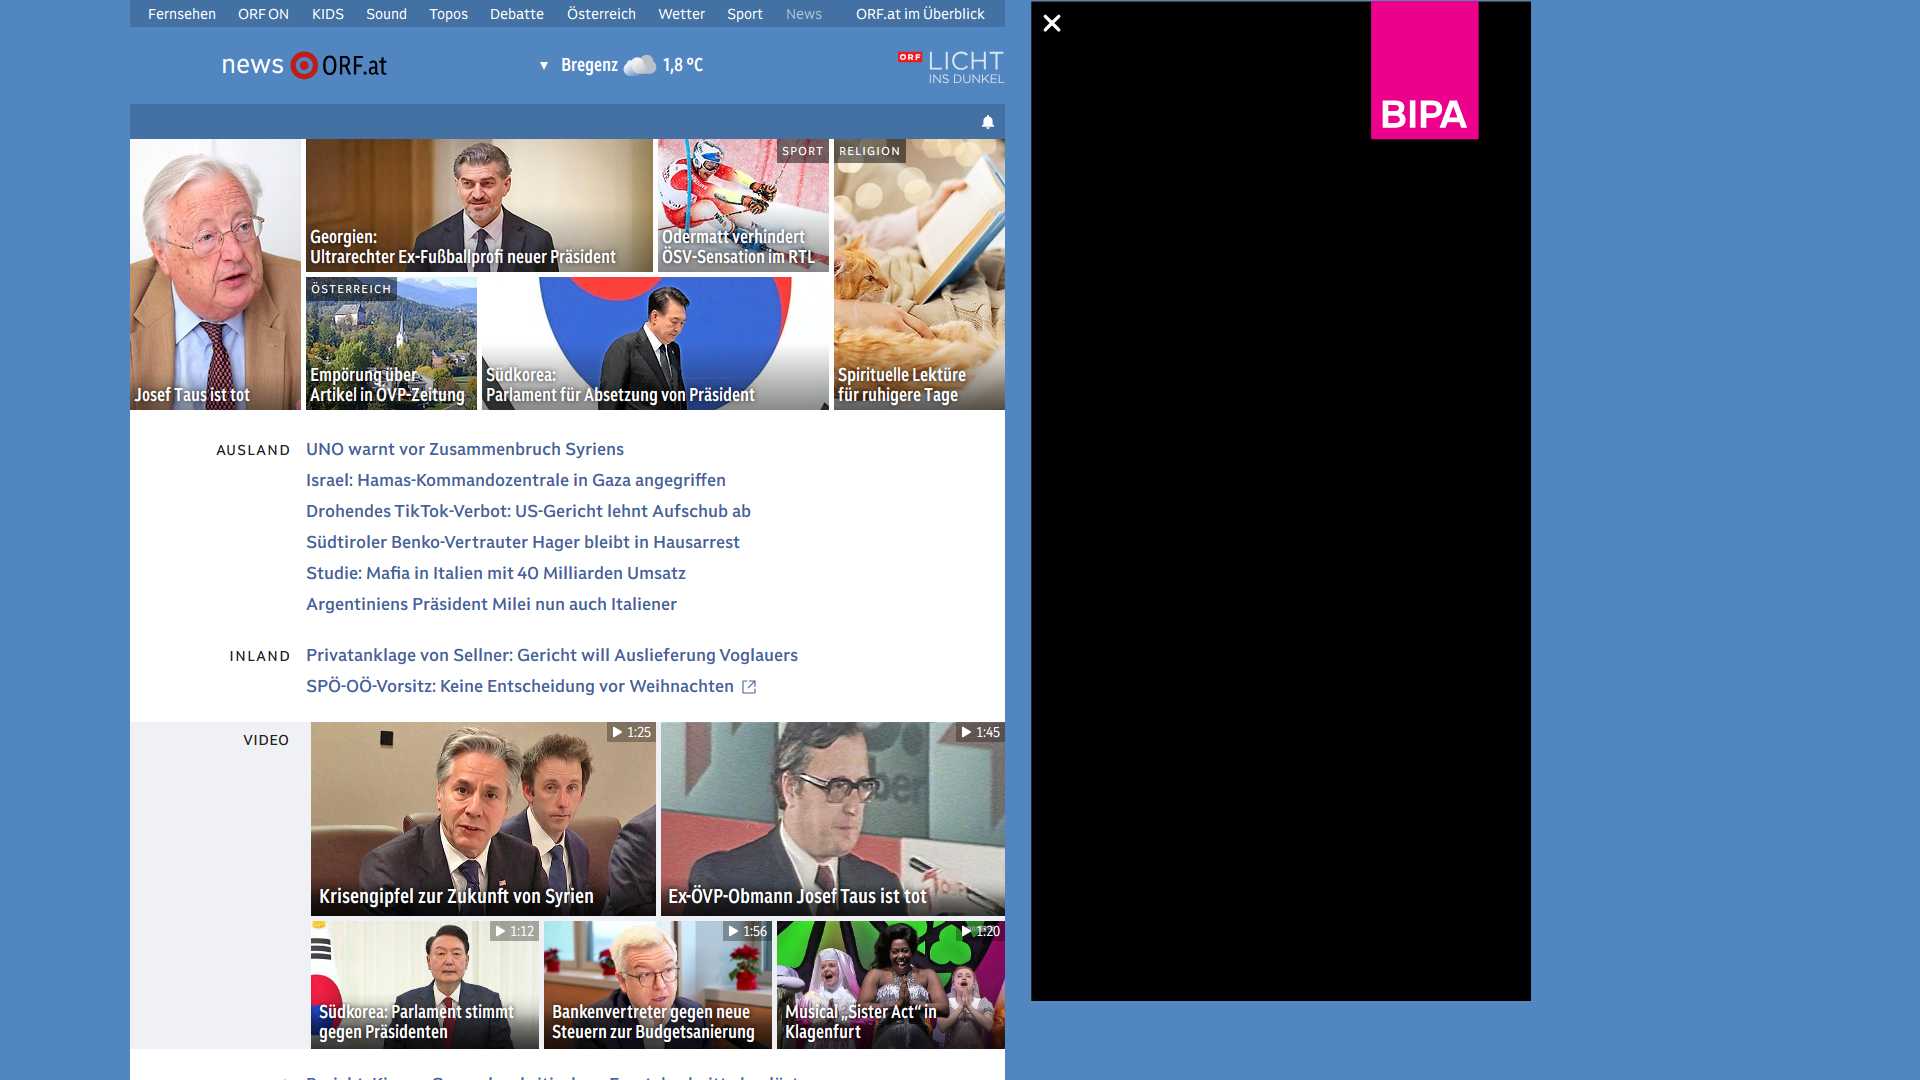 Fernsehen ORF ON KIDS Sound Topos Debatte Österreich Wetter Sport News ORF.at im Überblick
news ORF.at
▼ Bregenz 1,8 °C
ORF LICHT
INS DUNKEL
BIPA
Josef Taus ist tot
Georgien:
Ultrarechter Ex-Fußballprofi neuer Präsident
SPORT
Odermatt verhindert
ÖSV-Sensation im RTL
RELIGION
Spirituelle Lektüre
für ruhigere Tage
ÖSTERREICH
Empörung über
Artikel in ÖVP-Zeitung
Südkorea:
Parlament für Absetzung von Präsident
AUSLAND
UNO warnt vor Zusammenbruch Syriens
Israel: Hamas-Kommandozentrale in Gaza angegriffen
Drohendes TikTok-Verbot: US-Gericht lehnt Aufschub ab
Südtiroler Benko-Vertrauter Hager bleibt in Hausarrest
Studie: Mafia in Italien mit 40 Milliarden Umsatz
Argentiniens Präsident Milei nun auch Italiener
INLAND
Privatanklage von Sellner: Gericht will Auslieferung Voglauers
SPÖ-OÖ-Vorsitz: Keine Entscheidung vor Weihnachten
VIDEO
1:25
Krisengipfel zur Zukunft von Syrien
1:45
Ex-ÖVP-Obmann Josef Taus ist tot
1:12
Südkorea: Parlament stimmt
gegen Präsidenten
1:56
Bankenvertreter gegen neue
Steuern zur Budgetsanierung
1:20
Musical „Sister Act“ in
Klagenfurt